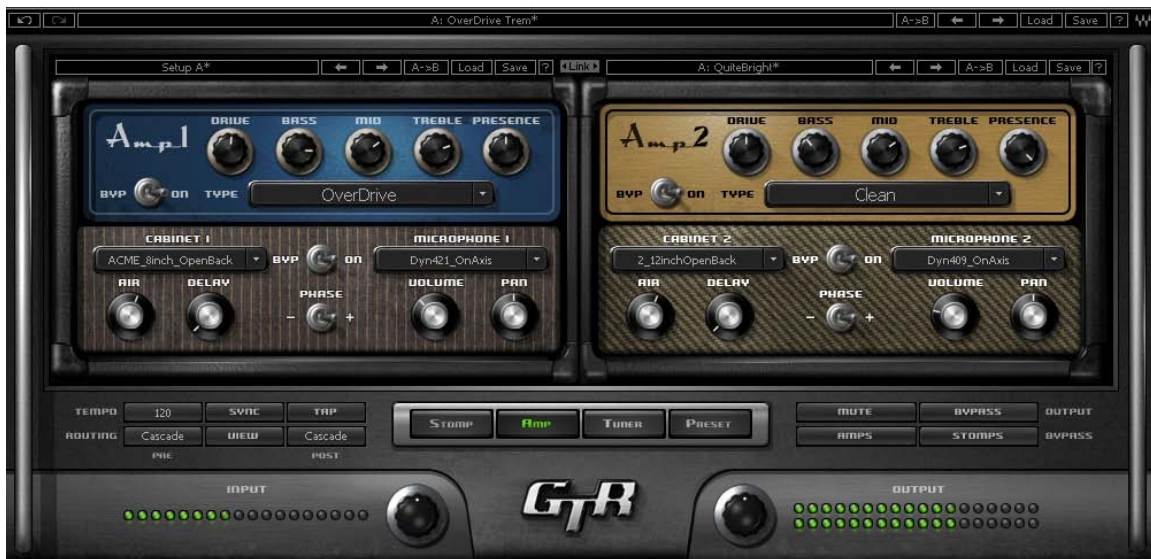 A: OverDrive Trem* A->B Load Save ?
Setup A* A->B Load Save ? Link A: QuiteBright* A->B Load Save ?
Amp1 DRIVE BASS MID TREBLE PRESENCE
BYP ON TYPE OverDrive
Amp2 DRIVE BASS MID TREBLE PRESENCE
BYP ON TYPE Clean
CABINET 1 MICROPHONE 1
ACME_8inch_OpenBack BYP ON Dyn421_OnAxis
AIR DELAY PHASE VOLUME PAN
- +
CABINET 2 MICROPHONE 2
2_12inchOpenBack BYP ON Dyn409_OnAxis
AIR DELAY PHASE VOLUME PAN
- +
TEMPO 120 SYNC TAP
ROUTING Cascade VIEW Cascade
PRE POST
Stomp Amp Tuner Preset
MUTE BYPASS OUTPUT
AMPS STOMPS BYPASS
INPUT
GTR
OUTPUT